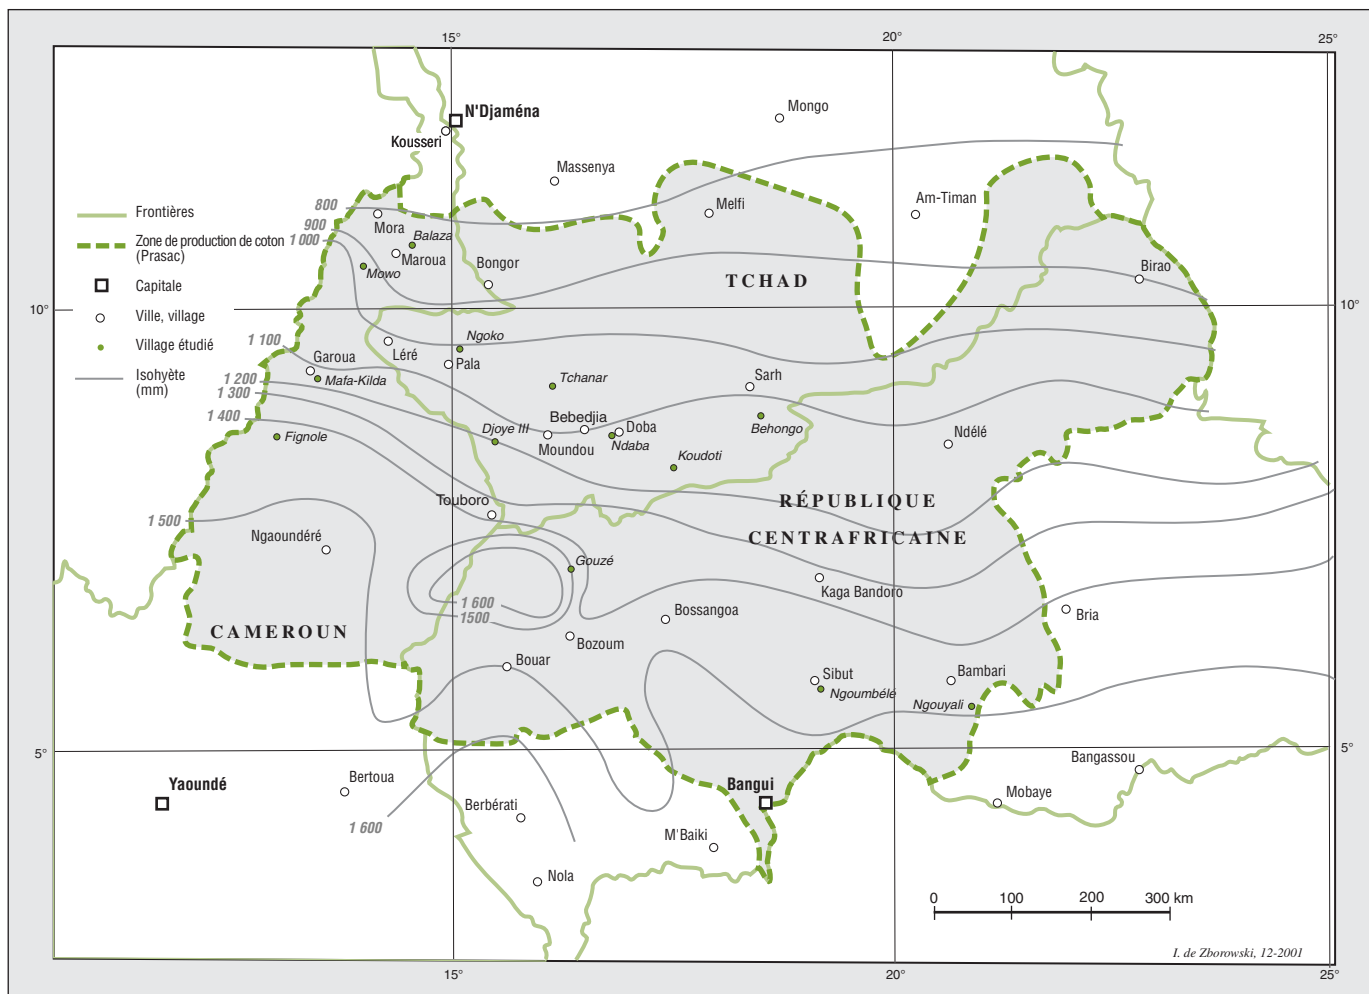 15°
20°
25°
N'Djaména
Kousseri
Mongo
Massenya
Am-Timan
Melfi
Frontières
Zone de production de coton
(Prasac)
Capitale
Ville, village
Village étudié
Isohyète
(mm)
800
900
1 000
Mora
Balaza
Maroua
Mowo
Bongor
TCHAD
Birao
10°
10°
1 100
Garoua
Léré
Ngoko
Pala
Mafa-Kilda
1 200
1 300
1 400
Tchanar
Sarh
Bebedjia
Doba
Djoye III
Moundou
Ndaba
Behongo
Fignole
Ndélé
Koudoti
Touboro
RÉPUBLIQUE
CENTRAFRICAINE
1 500
Ngaoundéré
Gouzé
Kaga Bandoro
1 600
1500
Bossangoa
Bria
CAMEROUN
Bozoum
Bouar
Sibut
Ngoumbélé
Bambari
Ngouyali
5°
5°
Bangassou
Yaoundé
Bertoua
Bangui
Mobaye
Berbérati
1 600
M'Baiki
Nola
0 100 200 300 km
I. de Zborowski, 12-2001
15°
20°
25°